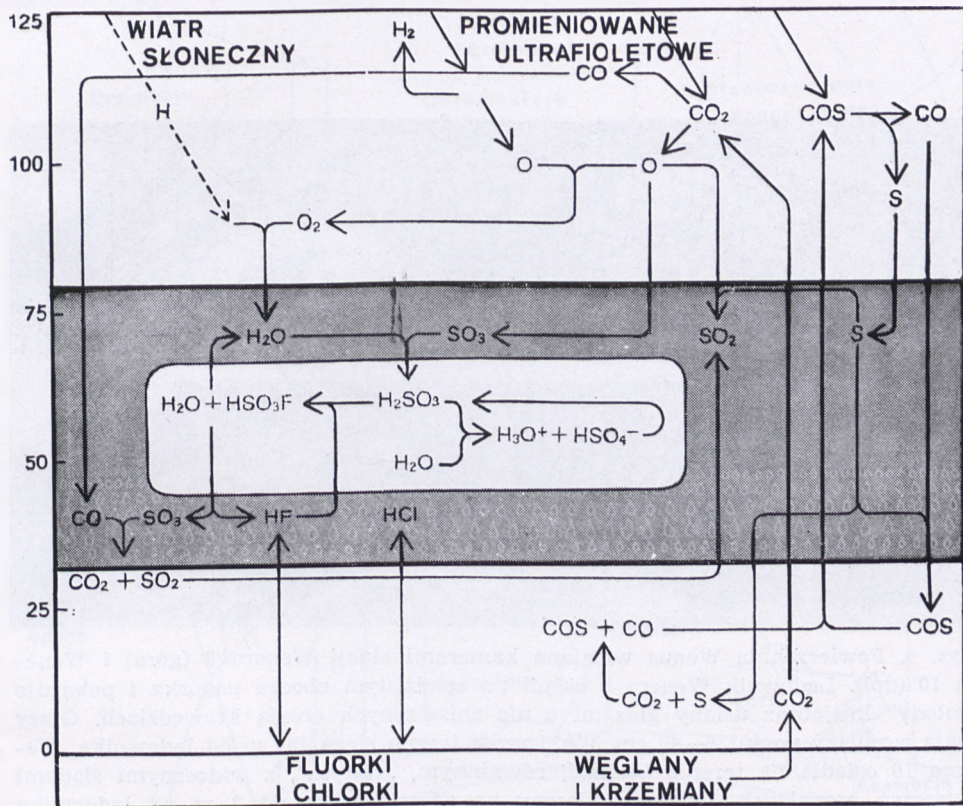 125
WIATR
SŁONECZNY
H₂
PROMIENIOWANIE
ULTRAFIOLETOWE
CO
H
CO₂
COS
CO
100
O
O
S
O₂
75
H₂O
SO₃
SO₂
S
H₂O + HSO₃F
H₂SO₃
H₃O⁺ + HSO₄⁻
H₂O
50
CO
SO₃
HF
HCl
CO₂ + SO₂
25
COS + CO
COS
CO₂ + S₂
CO₂
0
FLUORKI
I CHLORKI
WĘGLANY
I KRZEMIANY